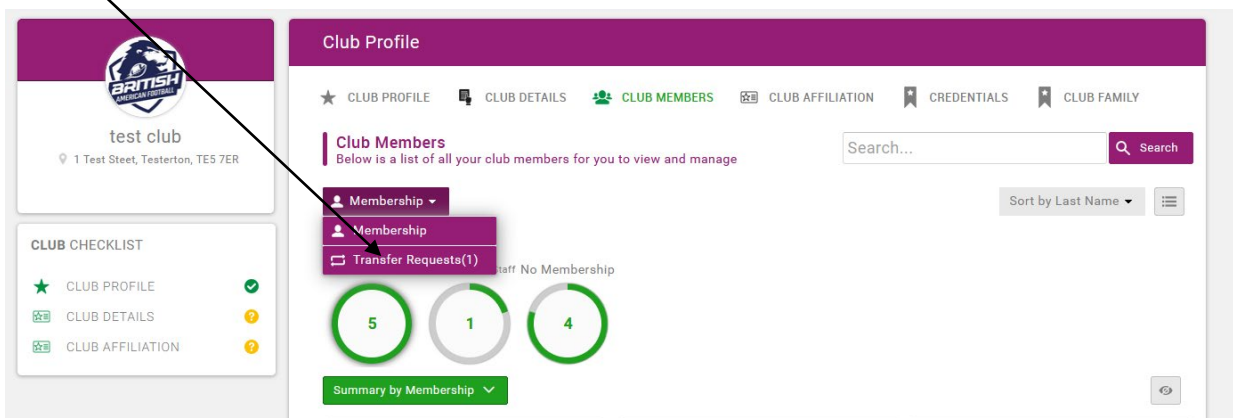 BRITISH
AMERICAN FOOTBALL
test club
1 Test Steet, Testerton, TE5 7ER
CLUB CHECKLIST
CLUB PROFILE
CLUB DETAILS
CLUB AFFILIATION
Club Profile
CLUB PROFILE CLUB DETAILS CLUB MEMBERS CLUB AFFILIATION CREDENTIALS CLUB FAMILY
Club Members
Below is a list of all your club members for you to view and manage
Search... Search
Membership Sort by Last Name
Membership
Transfer Requests(1)
Staff No Membership
5 1 4
Summary by Membership